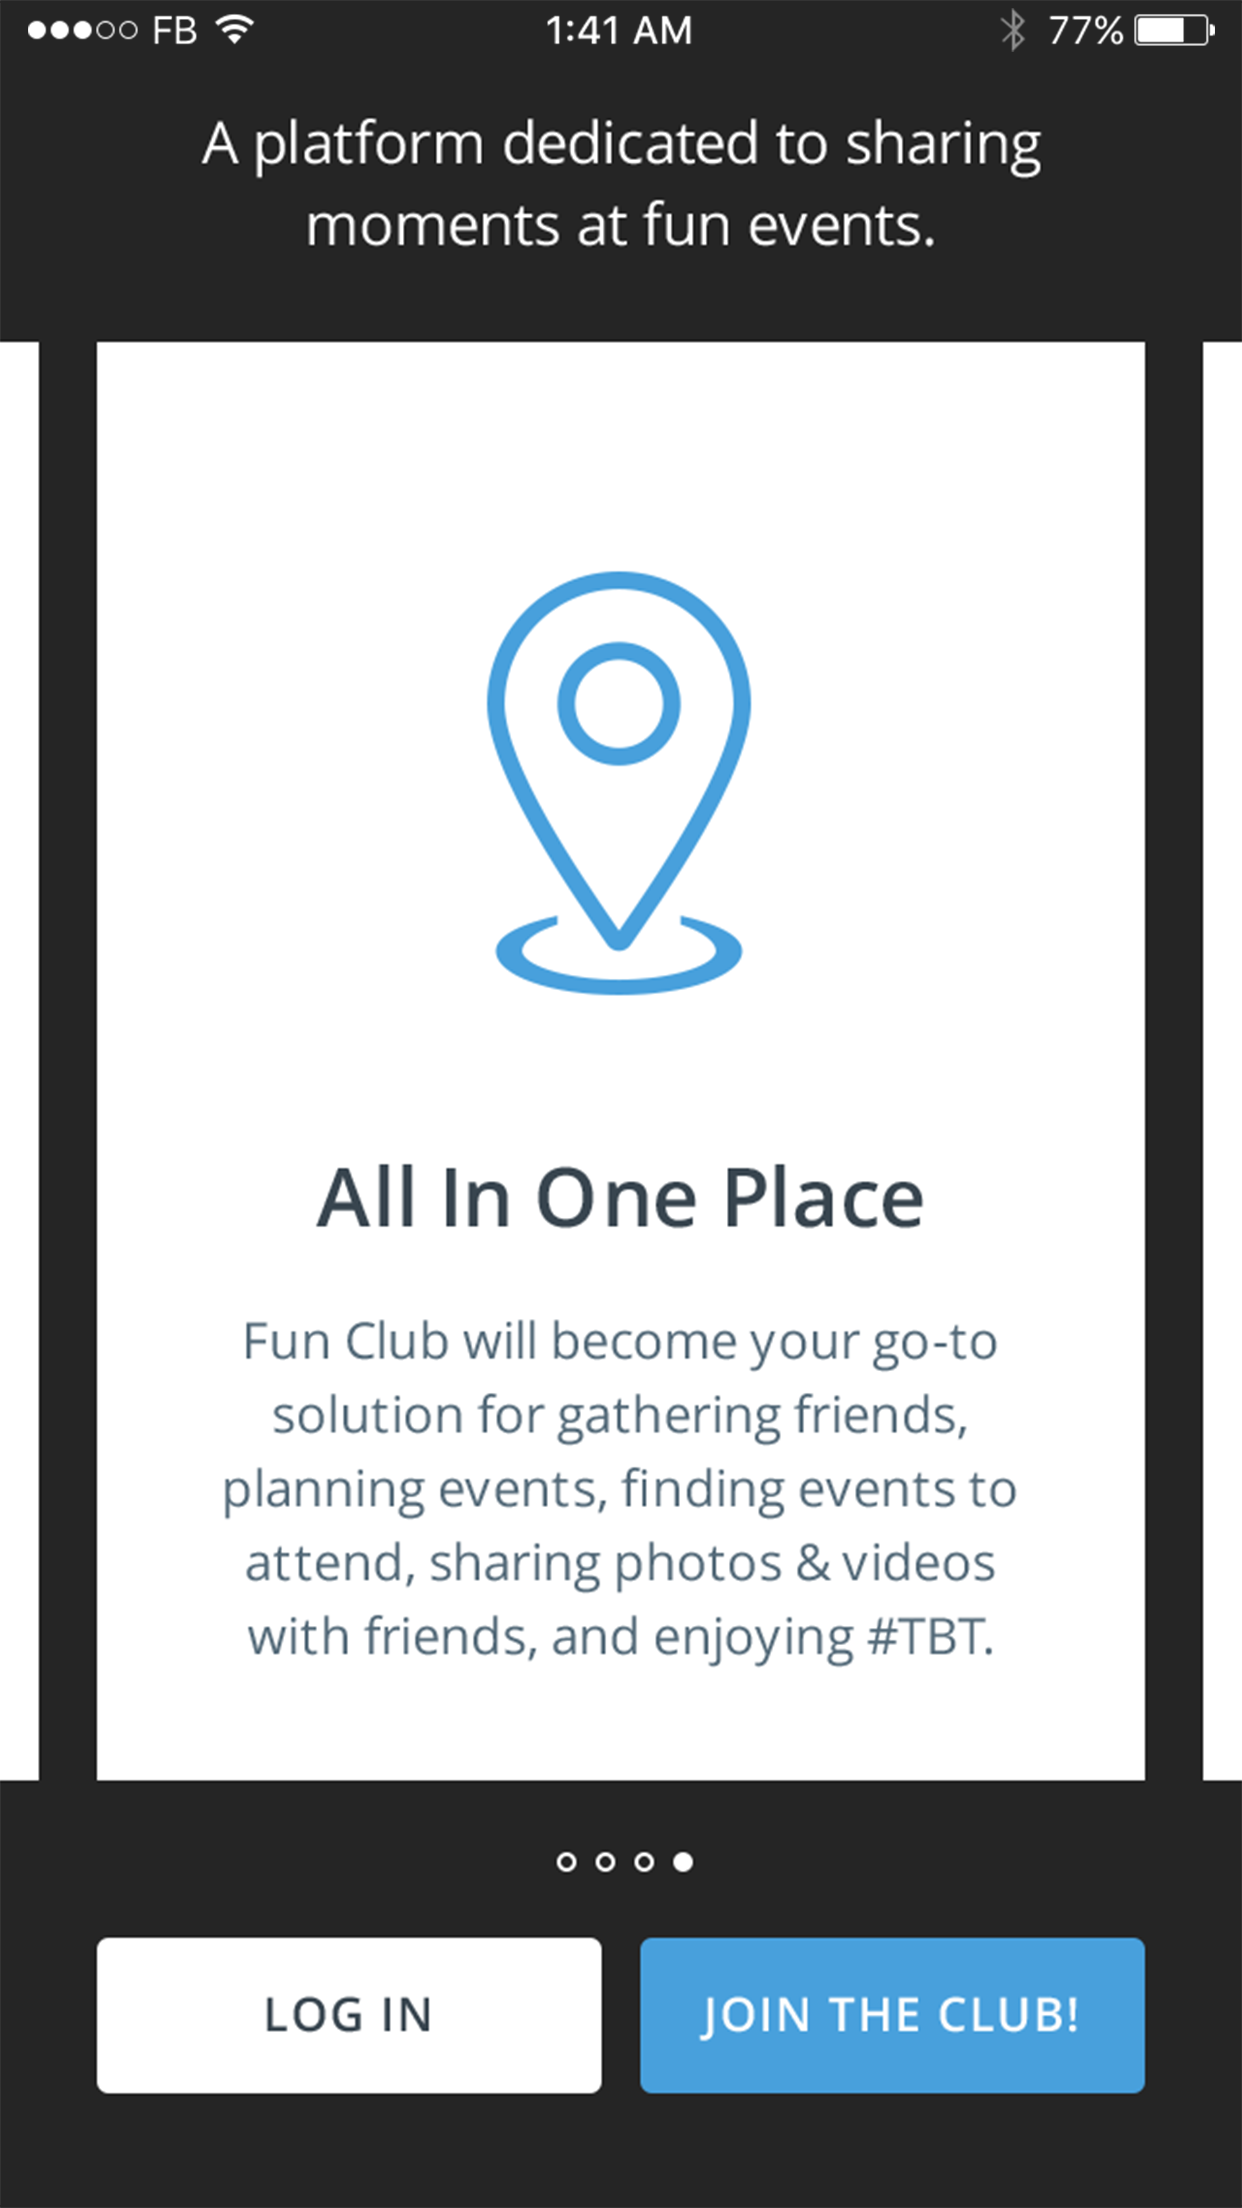 FB 1:41 AM 77%
A platform dedicated to sharing
moments at fun events.
All In One Place
Fun Club will become your go-to
solution for gathering friends,
planning events, finding events to
attend, sharing photos & videos
with friends, and enjoying #TBT.
LOG IN
JOIN THE CLUB!